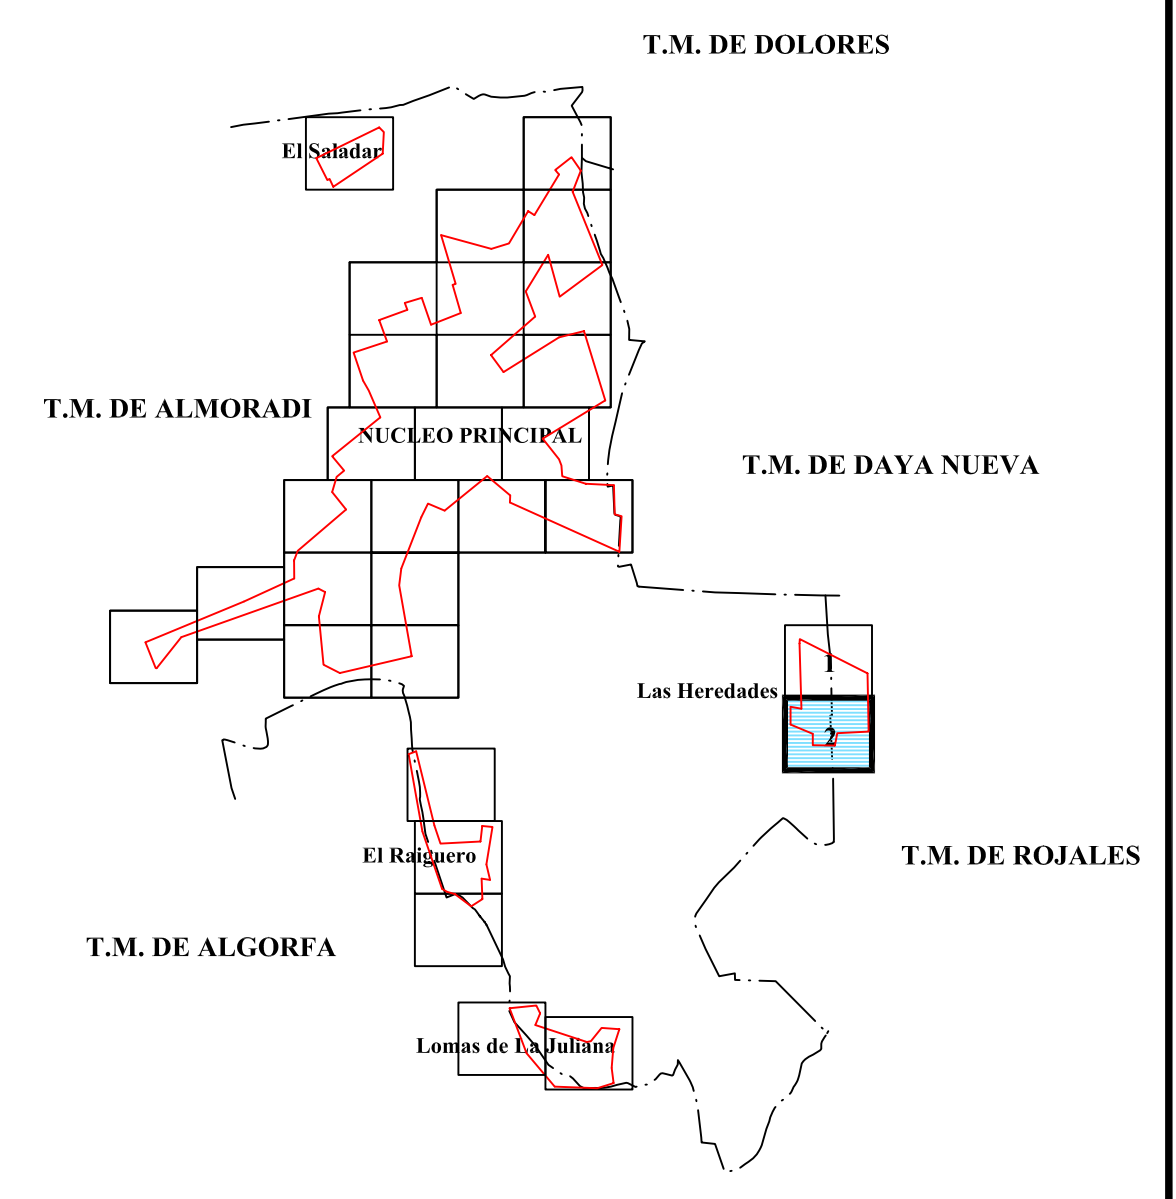 T.M. DE DOLORES
El Saladar
T.M. DE ALMORADI
NUCLEO PRINCIPAL
T.M. DE DAYA NUEVA
1
Las Heredades
2
El Raiguero
T.M. DE ROJALES
T.M. DE ALGORFA
Lomas de La Juliana